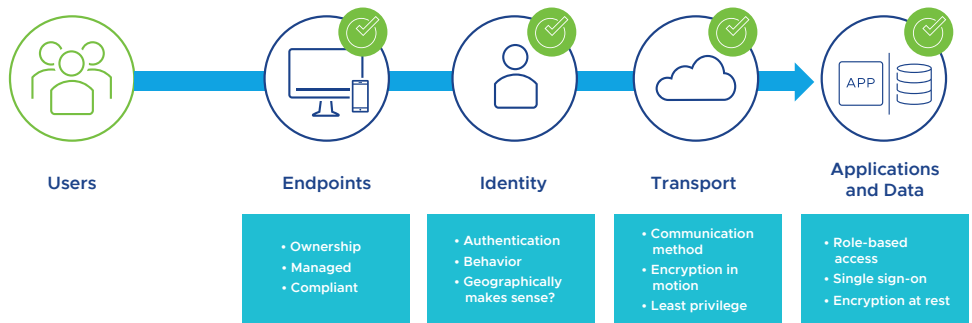 APP
Users
Endpoints
Identity
Transport
Applications
and Data
• Ownership
• Managed
• Compliant
• Authentication
• Behavior
• Geographically
makes sense?
• Communication
method
• Encryption in
motion
• Least privilege
• Role-based
access
• Single sign-on
• Encryption at rest